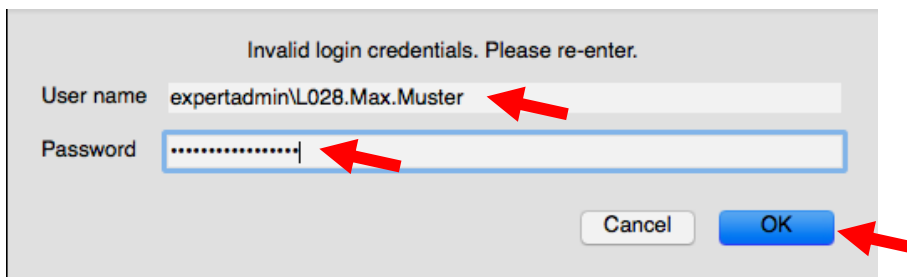 Invalid login credentials. Please re-enter.
User name expertadmin\L028.Max.Muster
Password •••••••••••••••••
Cancel OK